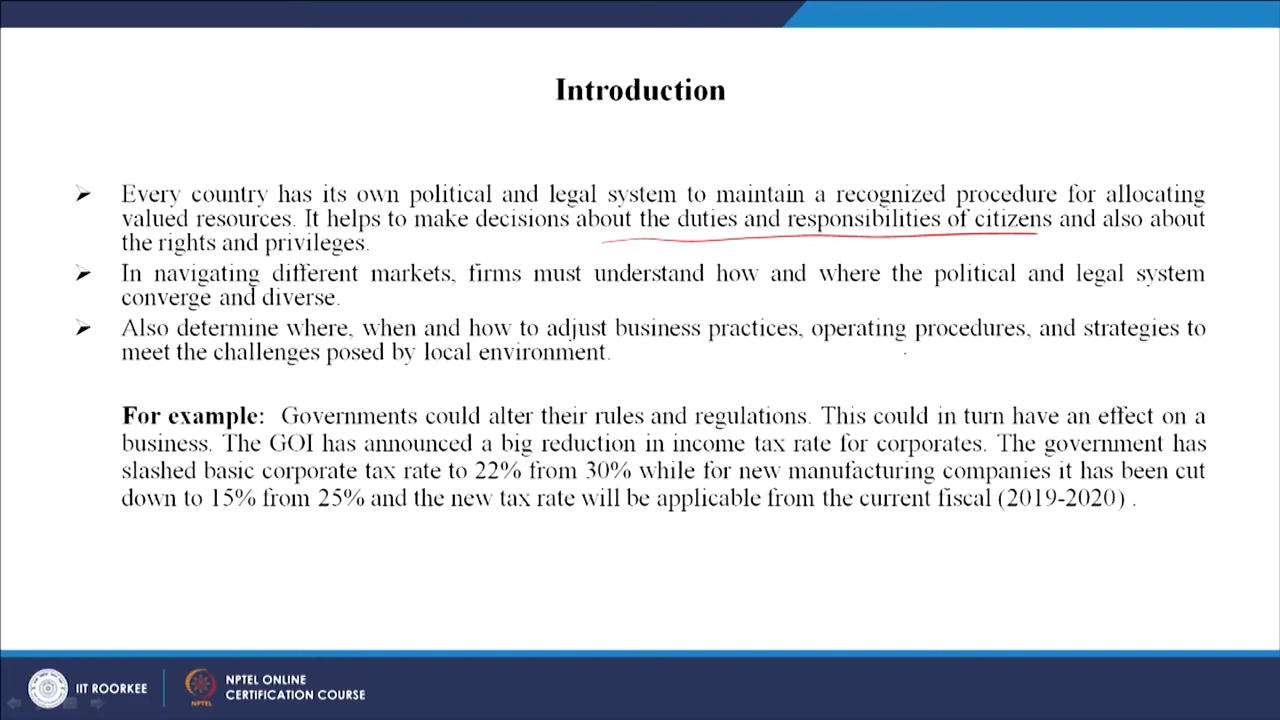 Introduction
➢ Every country has its own political and legal system to maintain a recognized procedure for allocating
valued resources. It helps to make decisions about the duties and responsibilities of citizens and also about
the rights and privileges.
➢ In navigating different markets, firms must understand how and where the political and legal system
converge and diverse.
➢ Also determine where, when and how to adjust business practices, operating procedures, and strategies to
meet the challenges posed by local environment.
For example: Governments could alter their rules and regulations. This could in turn have an effect on a
business. The GOI has announced a big reduction in income tax rate for corporates. The government has
slashed basic corporate tax rate to 22% from 30% while for new manufacturing companies it has been cut
down to 15% from 25% and the new tax rate will be applicable from the current fiscal (2019-2020) .
IIT ROORKEE
NPTEL
NPTEL ONLINE
CERTIFICATION COURSE